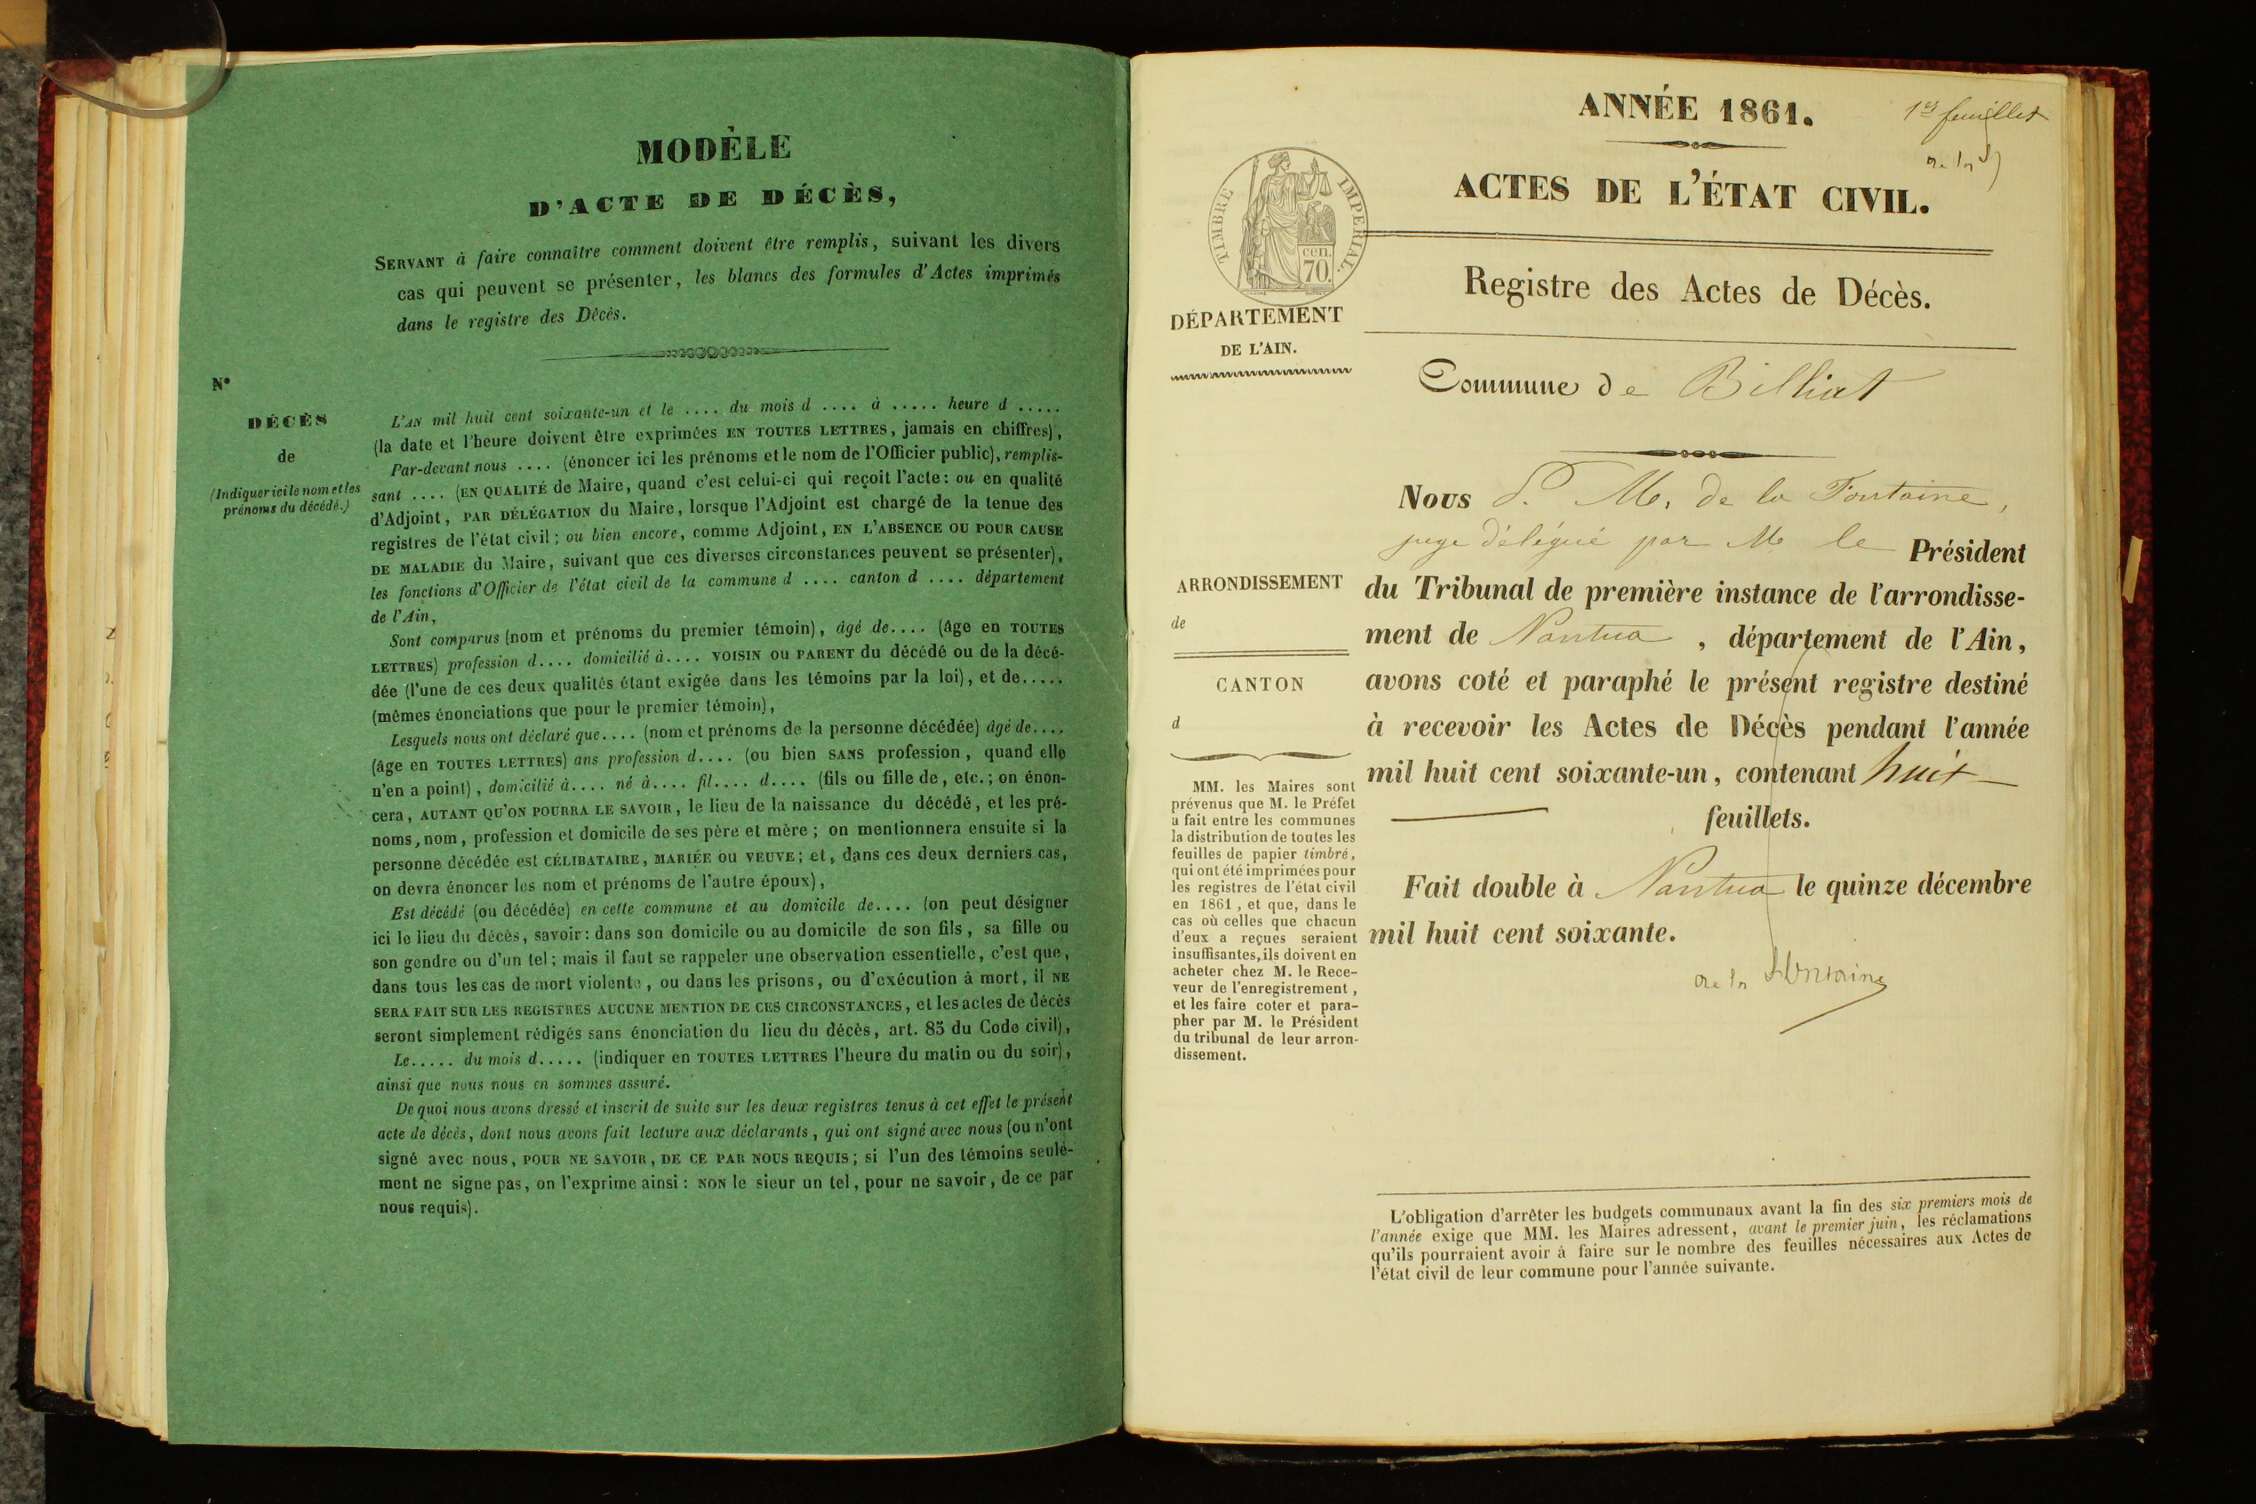 MODÈLE
D'ACTE DE DÉCÈS,
SERVANT à faire connaître comment doivent être remplis, suivant les divers
cas qui peuvent se présenter, les blancs des formules d'Actes imprimés
dans le registre des Décès.
N°
DÉCÈS
de
(Indiquer ici le nom et les
prénoms du décédé.)
L'AN mil huit cent soixante-un et le .... du mois d .... à ..... heure d .....
(la date et l'heure doivent être exprimées EN TOUTES LETTRES, jamais en chiffres),
Par-devant nous .... (énoncer ici les prénoms et le nom de l'Officier public), remplis-
sant .... (EN QUALITÉ de Maire, quand c'est celui-ci qui reçoit l'acte: ou en qualité
d'Adjoint, PAR DÉLÉGATION du Maire, lorsque l'Adjoint est chargé de la tenue des
registres de l'état civil; ou bien encore, comme Adjoint, EN L'ABSENCE OU POUR CAUSE
DE MALADIE du Maire, suivant que ces diverses circonstances peuvent se présenter),
les fonctions d'Officier de l'état civil de la commune d .... canton d .... département
de l'Ain,
Sont comparus (nom et prénoms du premier témoin), âgé de.... (âge en TOUTES
LETTRES) profession d.... domicilié à.... VOISIN OU PARENT du décédé ou de la décé-
dée (l'une de ces deux qualités étant exigée dans les témoins par la loi), et de.....
(mêmes énonciations que pour le premier témoin),
Lesquels nous ont déclaré que.... (nom et prénoms de la personne décédée) âgé de....
(âge en TOUTES LETTRES) ans profession d.... (ou bien SANS profession, quand elle
n'en a point), domicilié à.... né à.... fil.... d.... (fils ou fille de, etc.; on énon-
cera, AUTANT QU'ON POURRA LE SAVOIR, le lieu de la naissance du décédé, et les pré-
noms, nom, profession et domicile de ses père et mère; on mentionnera ensuite si la
personne décédée est CÉLIBATAIRE, MARIÉE OU VEUVE; et, dans ces deux derniers cas,
on devra énoncer les nom et prénoms de l'autre époux),
Est décédé (ou décédée) en cette commune et au domicile de.... (on peut désigner
ici le lieu du décès, savoir: dans son domicile ou au domicile de son fils, sa fille ou
son gendre ou d'un tel; mais il faut se rappeler une observation essentielle, c'est que,
dans tous les cas de mort violente, ou dans les prisons, ou d'exécution à mort, il NE
SERA FAIT SUR LES REGISTRES AUCUNE MENTION DE CES CIRCONSTANCES, et les actes de décès
seront simplement rédigés sans énonciation du lieu du décès, art. 85 du Code civil),
Le..... du mois d..... (indiquer en TOUTES LETTRES l'heure du matin ou du soir),
ainsi que nous nous en sommes assuré.
De quoi nous avons dressé et inscrit de suite sur les deux registres tenus à cet effet le présent
acte de décès, dont nous avons fait lecture aux déclarants, qui ont signé avec nous (ou n'ont
signé avec nous, POUR NE SAVOIR, DE CE PAR NOUS REQUIS; si l'un des témoins seule-
ment ne signe pas, on l'exprime ainsi: NON le sieur un tel, pour ne savoir, de ce par
nous requis).
ANNÉE 1861.
1er feuillet
de la f
ACTES DE L'ÉTAT CIVIL.
TIMBRE IMPÉRIAL.
cen.
70.
Registre des Actes de Décès.
DÉPARTEMENT
DE L'AIN.
Commune de Billiat
Nous P. M. de la Fontaine,
juge délégué par M. le Président
du Tribunal de première instance de l'arrondisse-
ment de Nantua, département de l'Ain,
avons coté et paraphé le présent registre destiné
à recevoir les Actes de Décès pendant l'année
mil huit cent soixante-un, contenant huit
feuillets.
Fait double à Nantua le quinze décembre
mil huit cent soixante.
de la Fontaine
ARRONDISSEMENT
de
CANTON
d
MM. les Maires sont
prévenus que M. le Préfet
a fait entre les communes
la distribution de toutes les
feuilles de papier timbré,
qui ont été imprimées pour
les registres de l'état civil
en 1861, et que, dans le
cas où celles que chacun
d'eux a reçues seraient
insuffisantes, ils doivent en
acheter chez M. le Rece-
veur de l'enregistrement,
et les faire coter et para-
pher par M. le Président
du tribunal de leur arron-
dissement.
L'obligation d'arrêter les budgets communaux avant la fin des six premiers mois de
l'année exige que MM. les Maires adressent, avant le premier juin, les réclamations
qu'ils pourraient avoir à faire sur le nombre des feuilles nécessaires aux Actes de
l'état civil de leur commune pour l'année suivante.